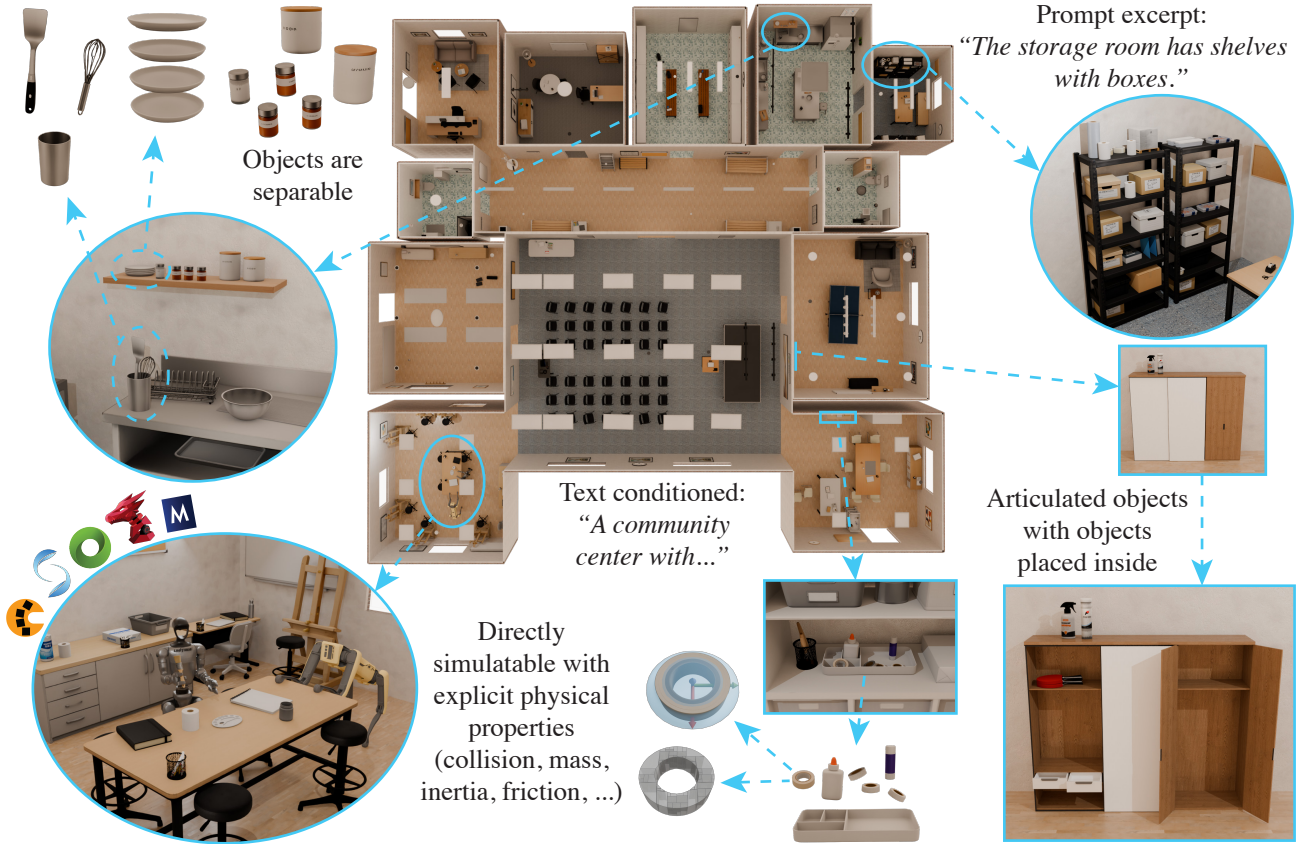 Prompt excerpt:
“The storage room has shelves
with boxes.”
Objects are
separable
Text conditioned:
“A community
center with...”
Articulated objects
with objects
placed inside
Directly
simulatable with
explicit physical
properties
(collision, mass,
inertia, friction, ...)
M